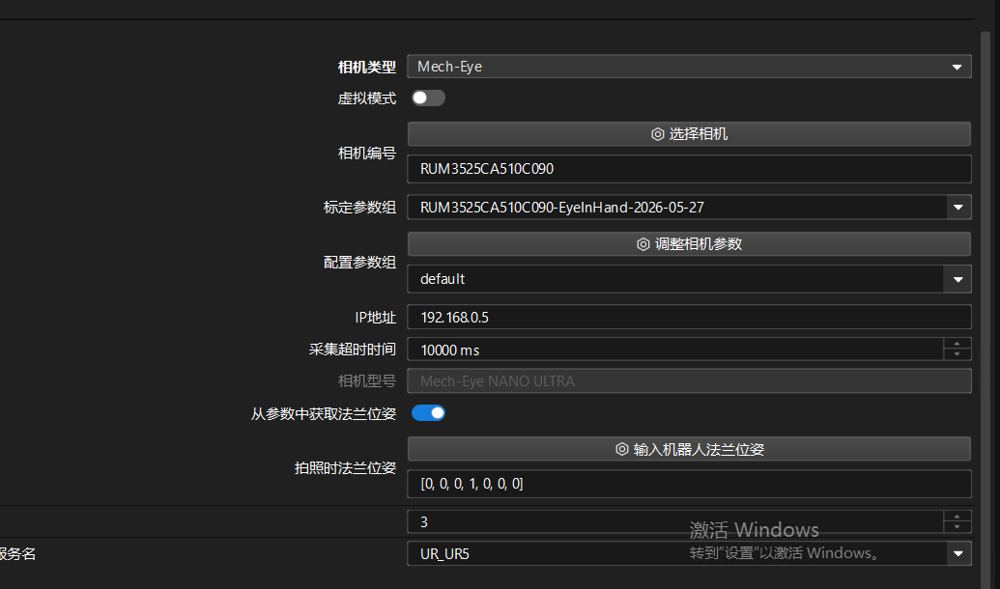 相机类型 Mech-Eye
虚拟模式
选择相机
相机编号
RUM3525CA510C090
标定参数组 RUM3525CA510C090-EyeInHand-2026-05-27
调整相机参数
配置参数组
default
IP地址 192.168.0.5
采集超时时间 10000 ms
相机型号 Mech-Eye NANO ULTRA
从参数中获取法兰位姿
输入机器人法兰位姿
拍照时法兰位姿
[0, 0, 0, 1, 0, 0, 0]
3
激活 Windows
服务名 UR_UR5
转到"设置"以激活 Windows。